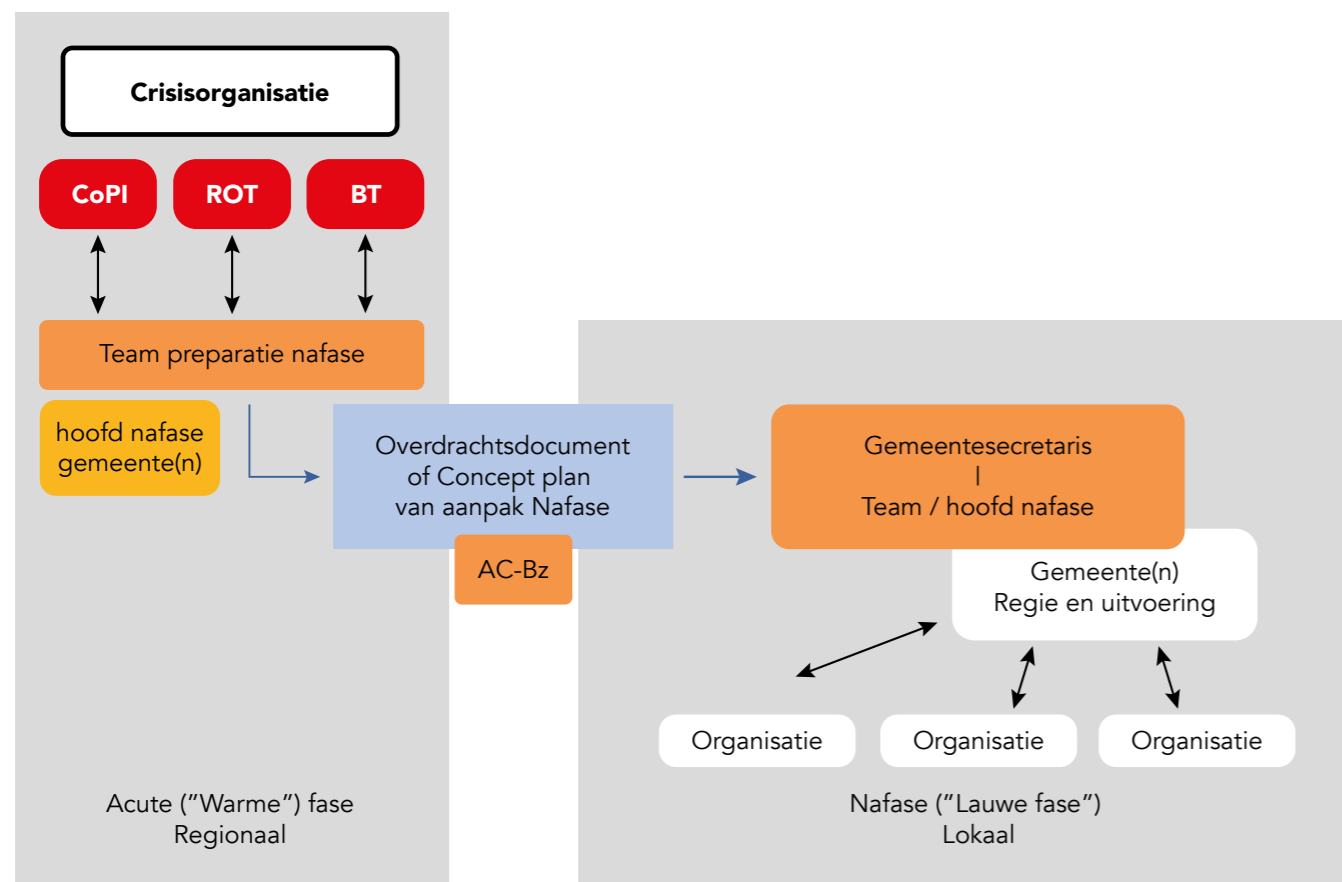 Crisisorganisatie
CoPI
ROT
BT
Team preparatie nafase
hoofd nafase
gemeente(n)
Overdrachtsdocument
of Concept plan
van aanpak Nafase
AC-Bz
Gemeentesecretaris
|
Team / hoofd nafase
Gemeente(n)
Regie en uitvoering
Organisatie
Organisatie
Organisatie
Acute (”Warme”) fase
Regionaal
Nafase (”Lauwe fase”)
Lokaal